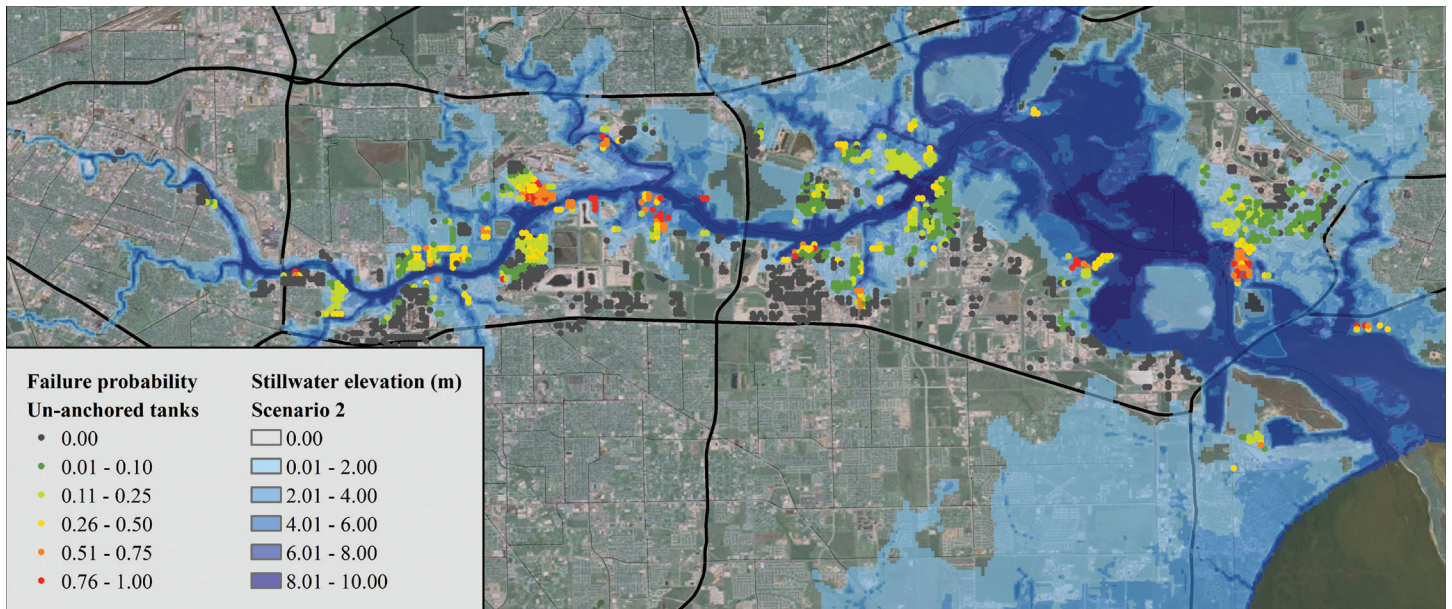 Failure probability
Un-anchored tanks
0.00
0.01 - 0.10
0.11 - 0.25
0.26 - 0.50
0.51 - 0.75
0.76 - 1.00
Stillwater elevation (m)
Scenario 2
0.00
0.01 - 2.00
2.01 - 4.00
4.01 - 6.00
6.01 - 8.00
8.01 - 10.00